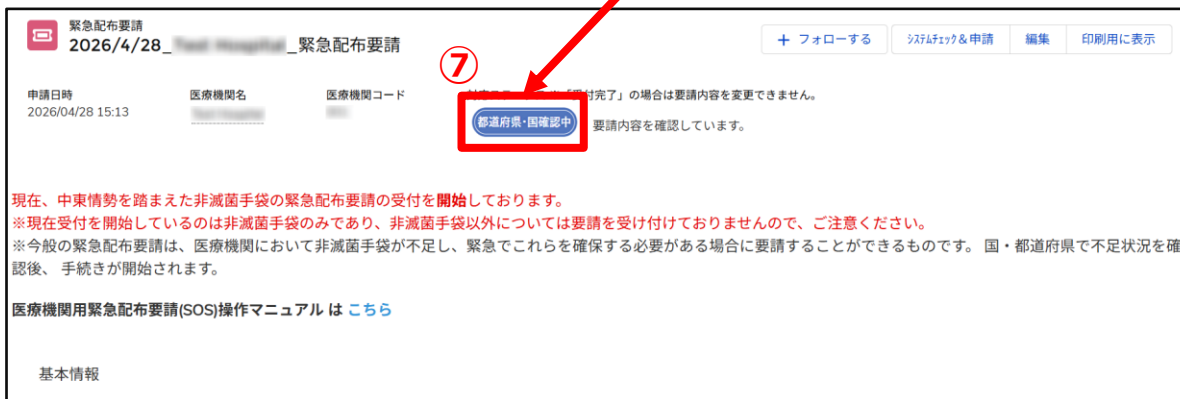 緊急配布要請
2026/4/28_ _緊急配布要請
＋ フォローする
ｼｽﾃﾑﾁｪｯｸ＆申請
編集
印刷用に表示
⑦
申請日時
医療機関名
医療機関コード
「受付完了」の場合は要請内容を変更できません。
2026/04/28 15:13
都道府県・国確認中
要請内容を確認しています。
現在、中東情勢を踏まえた非滅菌手袋の緊急配布要請の受付を開始しております。
※現在受付を開始しているのは非滅菌手袋のみであり、非滅菌手袋以外については要請を受け付けておりませんので、ご注意ください。
※今般の緊急配布要請は、医療機関において非滅菌手袋が不足し、緊急でこれらを確保する必要がある場合に要請することができるものです。 国・都道府県で不足状況を確
認後、 手続きが開始されます。
医療機関用緊急配布要請(SOS)操作マニュアル は こちら
基本情報